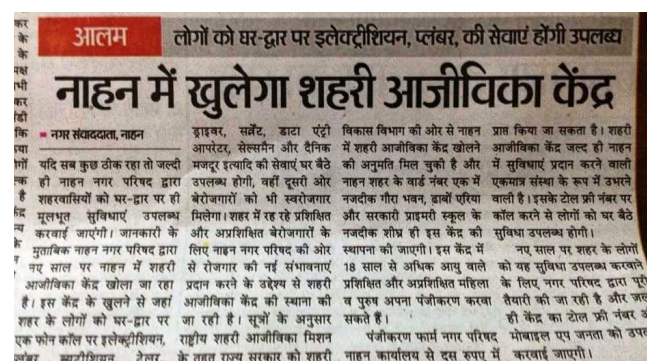 आलम
लोगों को घर-द्वार पर इलेक्ट्रीशियन, प्लंबर, की सेवाएं होंगी उपलब्ध
नाहन में खुलेगा शहरी आजीविका केंद्र
नगर संवाददाता, नाहन
यदि सब कुछ ठीक रहा तो जल्दी
ही नाहन नगर परिषद द्वारा
शहरवासियों को घर-द्वार पर ही
मूलभूत सुविधाएं उपलब्ध
करवाई जाएंगी। जानकारी के
मुताबिक नाहन नगर परिषद द्वारा
नए साल पर नाहन में शहरी
आजीविका केंद्र खोला जा रहा
है। इस केंद्र के खुलने से जहां
शहर के लोगों को घर-द्वार पर
एक फोन कॉल पर इलेक्ट्रीशियन,
ड्राइवर, सर्वेंट, डाटा एंट्री
आपरेटर, सेल्समैन और दैनिक
मजदूर इत्यादि की सेवाएं घर बैठे
उपलब्ध होगी, वहीं दूसरी ओर
बेरोजगारों को भी स्वरोजगार
मिलेगा। शहर में रह रहे प्रशिक्षित
और अप्रशिक्षित बेरोजगारों के
लिए नाहन नगर परिषद की ओर
से रोजगार की नई संभावनाएं
प्रदान करने के उद्देश्य से शहरी
आजीविका केंद्र की स्थाना की
जा रही है। सूत्रों के अनुसार
राष्ट्रीय शहरी आजीविका मिशन
के तहत राज्य सरकार को शहरी
विकास विभाग की ओर से नाहन
में शहरी आजीविका केंद्र खोलने
की अनुमति मिल चुकी है और
नाहन शहर के वार्ड नंबर एक में
नजदीक गौरा भवन, ढाबों एरिया
और सरकारी प्राइमरी स्कूल के
नजदीक शीघ्र ही इस केंद्र की
स्थापना की जाएगी। इस केंद्र में
18 साल से अधिक आयु वाले
प्रशिक्षित और अप्रशिक्षित महिला
व पुरुष अपना पंजीकरण करवा
सकते हैं।
पंजीकरण फार्म नगर परिषद
नाहन कार्यालय से दस रुपए में
प्राप्त किया जा सकता है। शहरी
आजीविका केंद्र जल्द ही नाहन
में सुविधाएं प्रदान करने वाली
एकमात्र संस्था के रूप में उभरने
वाली है। इसके टोल फ्री नंबर पर
कॉल करने से लोगों को घर बैठे
सुविधा उपलब्ध होगी।
नए साल पर शहर के लोगों
को यह सुविधा उपलब्ध करवाने
के लिए नगर परिषद द्वारा पूरी
तैयारी की जा रही है और
ही केंद्र का टोल फ्री नंबर
मोबाइल एप जनता को
करवाई जाएगी।